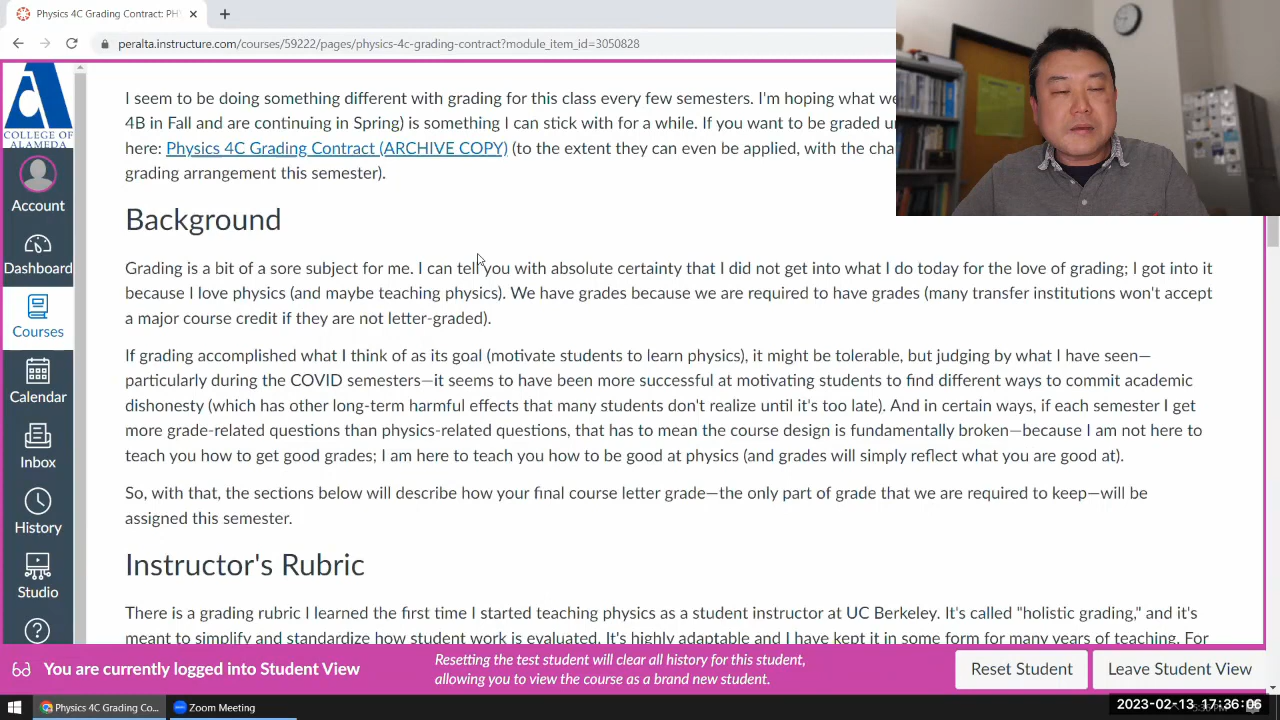 Physics 4C Grading Contract: PH
peralta.instructure.com/courses/59222/pages/physics-4c-grading-contract?module_item_id=3050828
COLLEGE OF
ALAMEDA
Account
Dashboard
Courses
Calendar
Inbox
History
Studio
I seem to be doing something different with grading for this class every few semesters. I'm hoping what we
4B in Fall and are continuing in Spring) is something I can stick with for a while. If you want to be graded
here: Physics 4C Grading Contract (ARCHIVE COPY) (to the extent they can even be applied, with the cha
grading arrangement this semester).
Background
Grading is a bit of a sore subject for me. I can tell you with absolute certainty that I did not get into what I do today for the love of grading; I got into it
because I love physics (and maybe teaching physics). We have grades because we are required to have grades (many transfer institutions won't accept
a major course credit if they are not letter-graded).
If grading accomplished what I think of as its goal (motivate students to learn physics), it might be tolerable, but judging by what I have seen—
particularly during the COVID semesters—it seems to have been more successful at motivating students to find different ways to commit academic
dishonesty (which has other long-term harmful effects that many students don't realize until it's too late). And in certain ways, if each semester I get
more grade-related questions than physics-related questions, that has to mean the course design is fundamentally broken—because I am not here to
teach you how to get good grades; I am here to teach you how to be good at physics (and grades will simply reflect what you are good at).
So, with that, the sections below will describe how your final course letter grade—the only part of grade that we are required to keep—will be
assigned this semester.
Instructor's Rubric
There is a grading rubric I learned the first time I started teaching physics as a student instructor at UC Berkeley. It's called "holistic grading," and it's
meant to simplify and standardize how student work is evaluated. It's highly adaptable and I have kept it in some form for many years of teaching. For
You are currently logged into Student View
Resetting the test student will clear all history for this student,
allowing you to view the course as a brand new student.
Reset Student
Leave Student View
Physics 4C Grading Co...
Zoom Meeting
2023-02-13 17:36:06